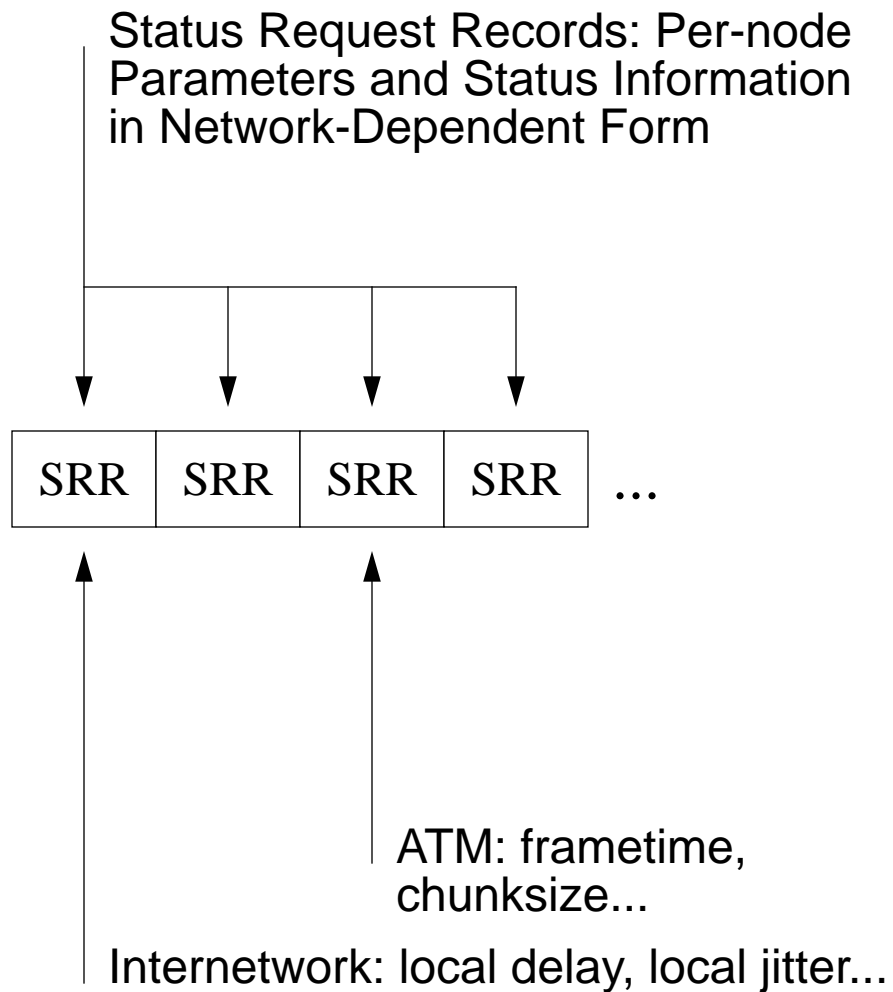 Status Request Records: Per-node
Parameters and Status Information
in Network-Dependent Form
SRR SRR SRR SRR ...
ATM: frametime,
chunksize...
Internetwork: local delay, local jitter...